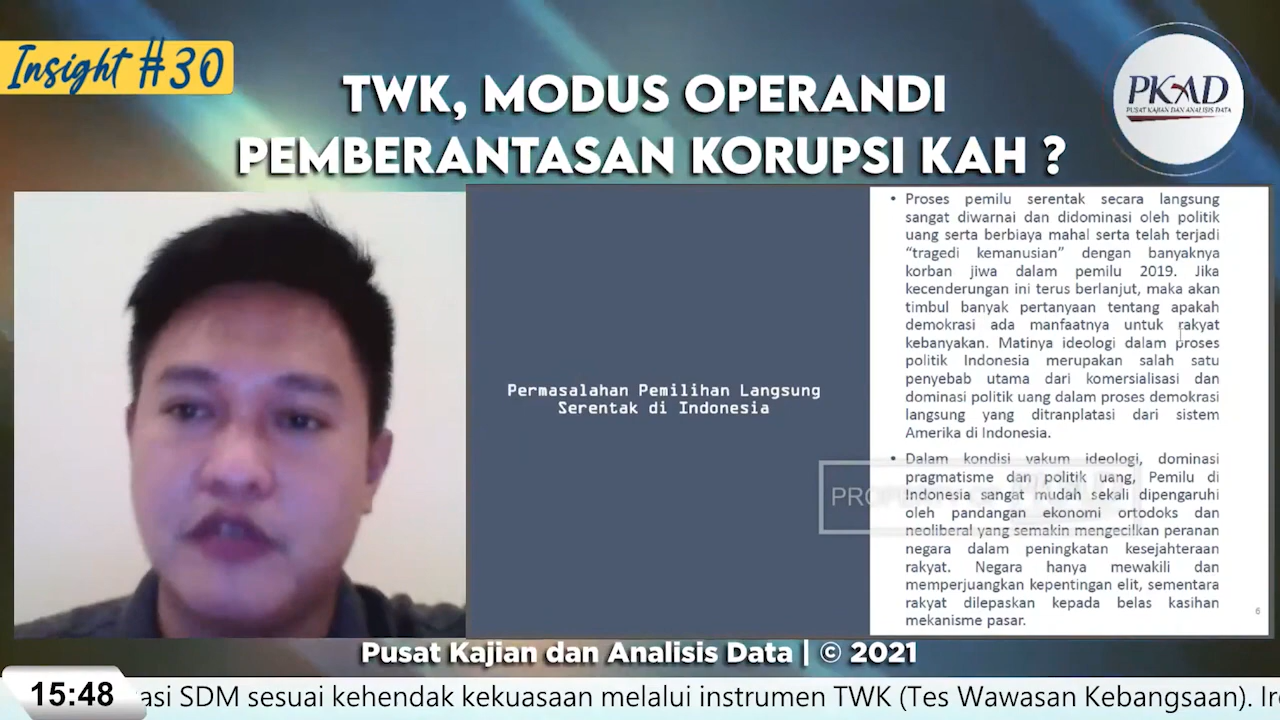 Insight #30
TWK, MODUS OPERANDI
PEMBERANTASAN KORUPSI KAH ?
PKAD
PUSAT KAJIAN DAN ANALISIS DATA
Permasalahan Pemilihan Langsung
Serentak di Indonesia
• Proses pemilu serentak secara langsung
sangat diwarnai dan didominasi oleh politik
uang serta berbiaya mahal serta telah terjadi
“tragedi kemanusian” dengan banyaknya
korban jiwa dalam pemilu 2019. Jika
kecenderungan ini terus berlanjut, maka akan
timbul banyak pertanyaan tentang apakah
demokrasi ada manfaatnya untuk rakyat
kebanyakan. Matinya ideologi dalam proses
politik Indonesia merupakan salah satu
penyebab utama dari komersialisasi dan
dominasi politik uang dalam proses demokrasi
langsung yang ditranplatasi dari sistem
Amerika di Indonesia.
• Dalam kondisi vakum ideologi, dominasi
pragmatisme dan politik uang, Pemilu di
Indonesia sangat mudah sekali dipengaruhi
oleh pandangan ekonomi ortodoks dan
neoliberal yang semakin mengecilkan peranan
negara dalam peningkatan kesejahteraan
rakyat. Negara hanya mewakili dan
memperjuangkan kepentingan elit, sementara
rakyat dilepaskan kepada belas kasihan
mekanisme pasar.
6
Pusat Kajian dan Analisis Data | © 2021
15:48
asi SDM sesuai kehendak kekuasaan melalui instrumen TWK (Tes Wawasan Kebangsaan). Ir